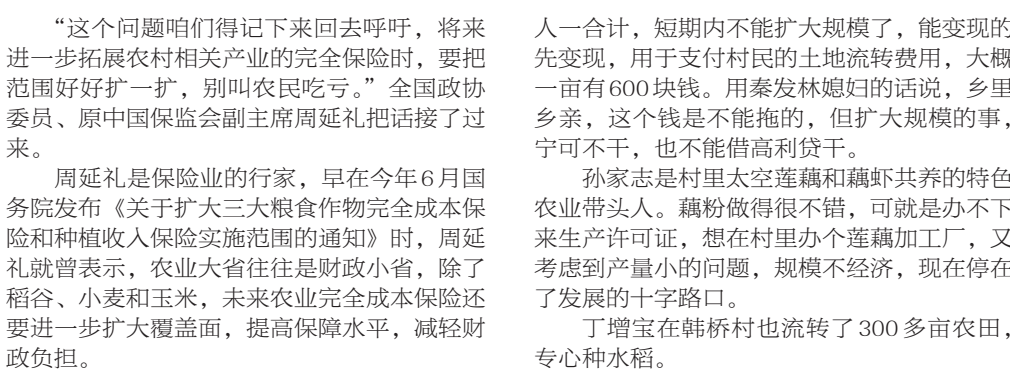 “这个问题咱们得记下来回去呼吁，将来
进一步拓展农村相关产业的完全保险时，要把
范围好好扩一扩，别叫农民吃亏。”全国政协
委员、原中国保监会副主席周延礼把话接了过
来。
周延礼是保险业的行家，早在今年6月国
务院发布《关于扩大三大粮食作物完全成本保
险和种植收入保险实施范围的通知》时，周延
礼就曾表示，农业大省往往是财政小省，除了
稻谷、小麦和玉米，未来农业完全成本保险还
要进一步扩大覆盖面，提高保障水平，减轻财
政负担。
人一合计，短期内不能扩大规模了，能变现的
先变现，用于支付村民的土地流转费用，大概
一亩有600块钱。用秦发林媳妇的话说，乡里
乡亲，这个钱是不能拖的，但扩大规模的事，
宁可不干，也不能借高利贷干。
孙家志是村里太空莲藕和藕虾共养的特色
农业带头人。藕粉做得很不错，可就是办不下
来生产许可证，想在村里办个莲藕加工厂，又
考虑到产量小的问题，规模不经济，现在停在
了发展的十字路口。
丁增宝在韩桥村也流转了300多亩农田，
专心种水稻。